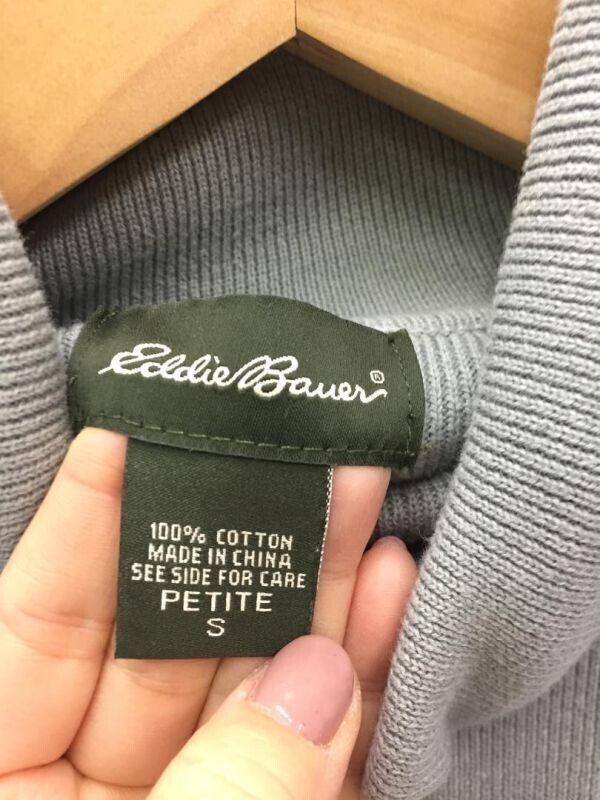 Eddie Bauer®
100% COTTON
MADE IN CHINA
SEE SIDE FOR CARE
PETITE
S